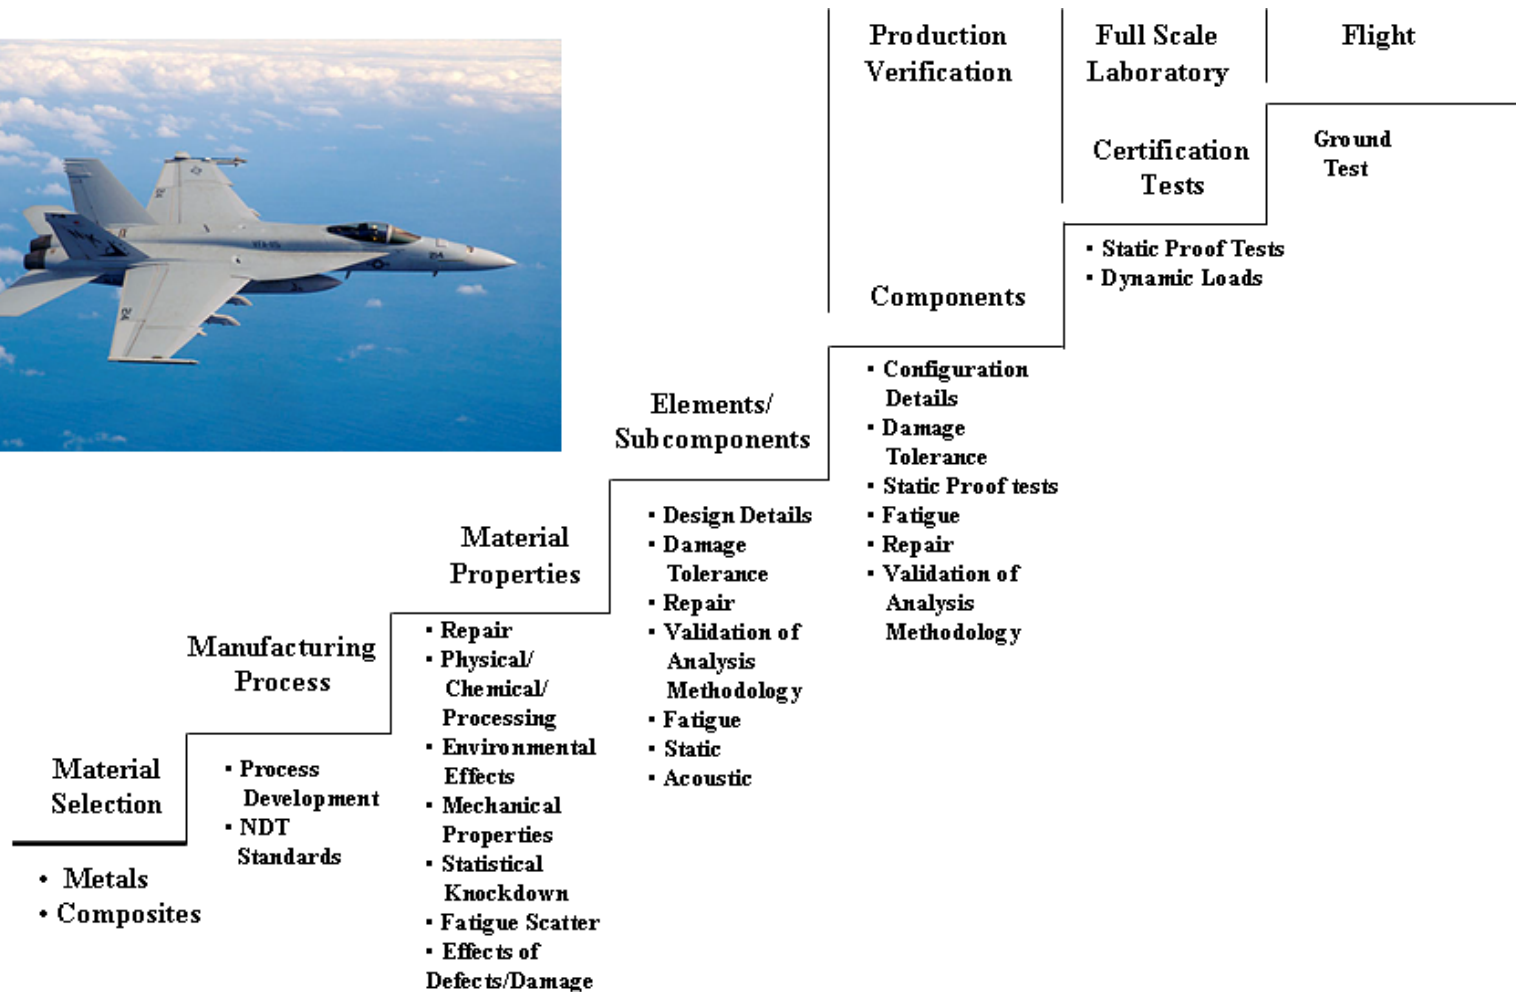 Production
Verification
Full Scale
Laboratory
Flight
Certification
Tests
Ground
Test
▪ Static Proof Tests
▪ Dynamic Loads
Components
▪ Configuration
Details
▪ Damage
Tolerance
▪ Static Proof tests
▪ Fatigue
▪ Repair
▪ Validation of
Analysis
Methodology
Elements/
Subcomponents
▪ Design Details
▪ Damage
Tolerance
▪ Repair
▪ Validation of
Analysis
Methodology
▪ Fatigue
▪ Static
▪ Acoustic
Material
Properties
▪ Repair
▪ Physical/
Chemical/
Processing
▪ Environmental
Effects
▪ Mechanical
Properties
▪ Statistical
Knockdown
▪ Fatigue Scatter
▪ Effects of
Defects/Damage
Manufacturing
Process
▪ Process
Development
▪ NDT
Standards
Material
Selection
• Metals
• Composites